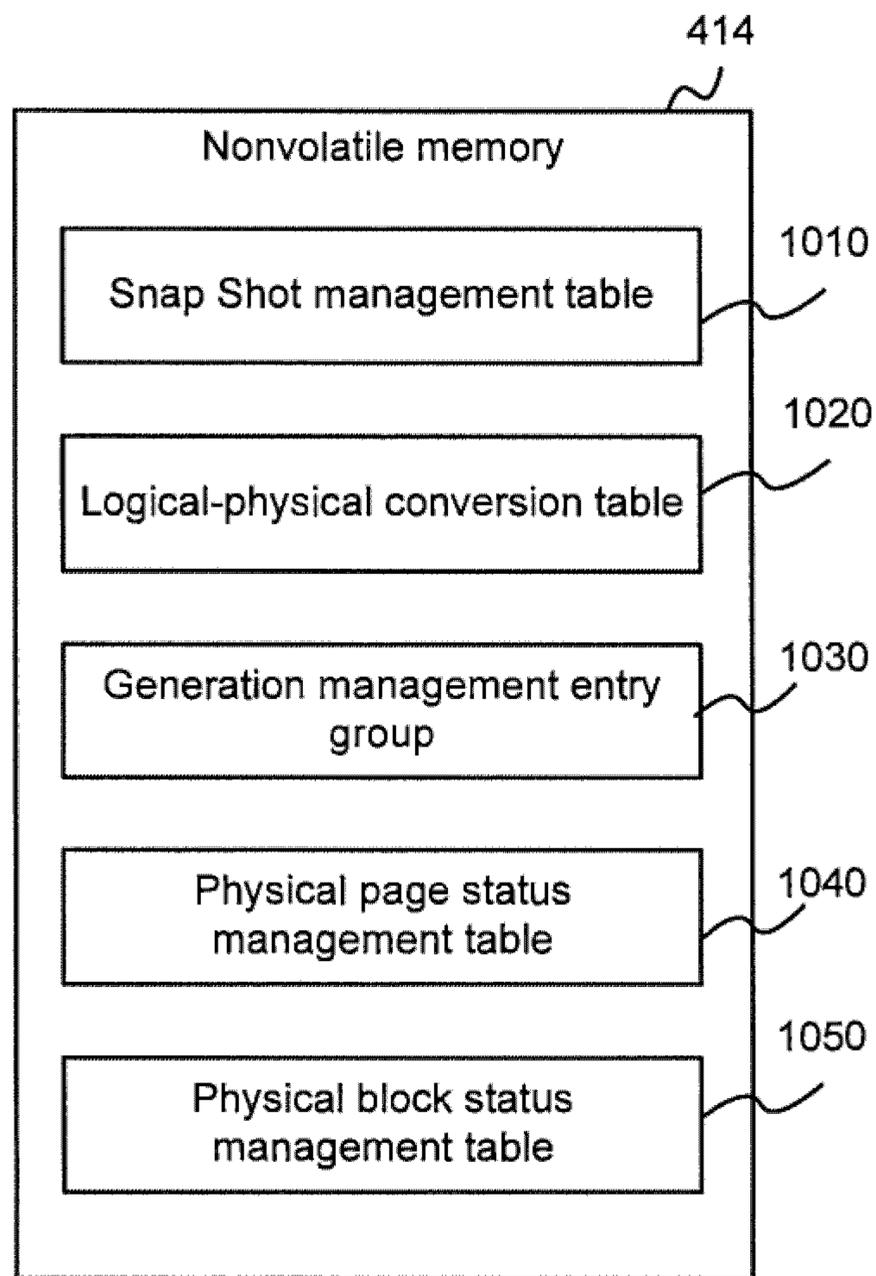 414
Nonvolatile memory
1010
Snap Shot management table
1020
Logical-physical conversion table
1030
Generation management entry
group
1040
Physical page status
management table
1050
Physical block status
management table